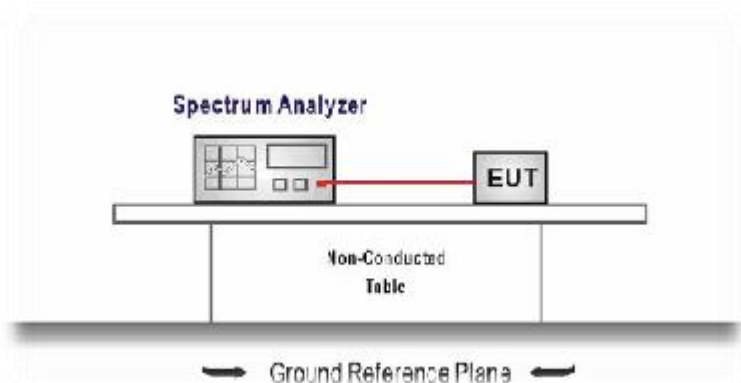 Spectrum Analyzer
EUT
Non-Conducted
Table
Ground Reference Plane